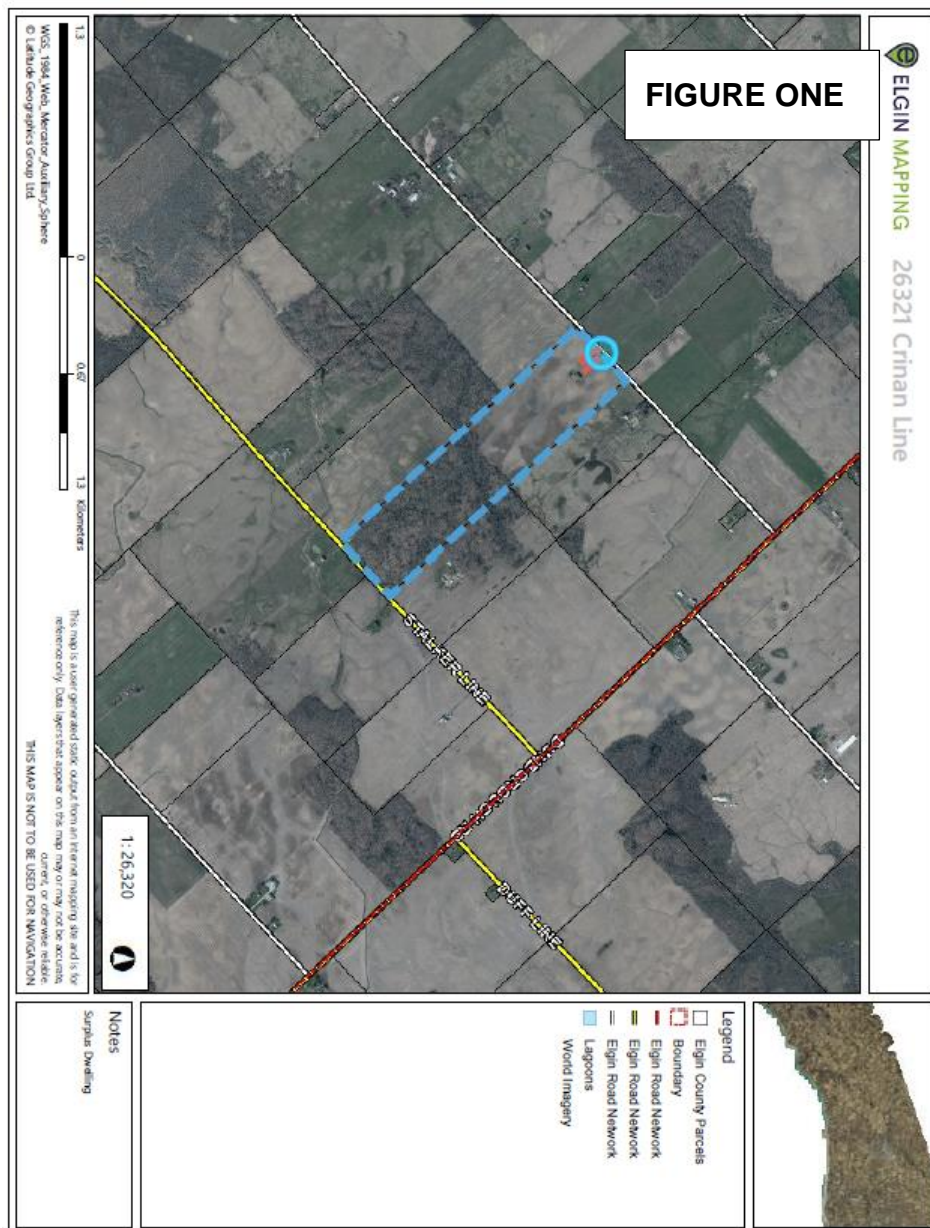 FIGURE ONE
ELGIN MAPPING 26321 Crinan Line
STALKER LINE
DUFF LINE
1: 26,320
1.3 0 0.67 1.3 Kilometers
WGS_1984_Web_Mercator_Auxiliary_Sphere
© Latitude Geographics Group Ltd.
This map is a user generated static output from an Internet mapping site and is for
reference only. Data layers that appear on this map may or may not be accurate,
current, or otherwise reliable.
THIS MAP IS NOT TO BE USED FOR NAVIGATION
Legend
Elgin County Parcels
Boundary
Elgin Road Network
Elgin Road Network
Elgin Road Network
Lagoons
World Imagery
Notes
Surplus Dwelling